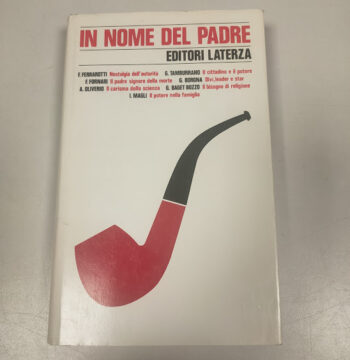 IN NOME DEL PADRE
EDITORI LATERZA
F. FERRAROTTI Nostalgia dell'autorità G. TAMBURRANO Il cittadino e il potere
F. FORNARI Il padre signore della morte G. BORGNA Divi, leader e star
A. OLIVERIO Il carisma della scienza G. BAGET BOZZO Il bisogno di religione
I. MAGLI Il potere nella famiglia